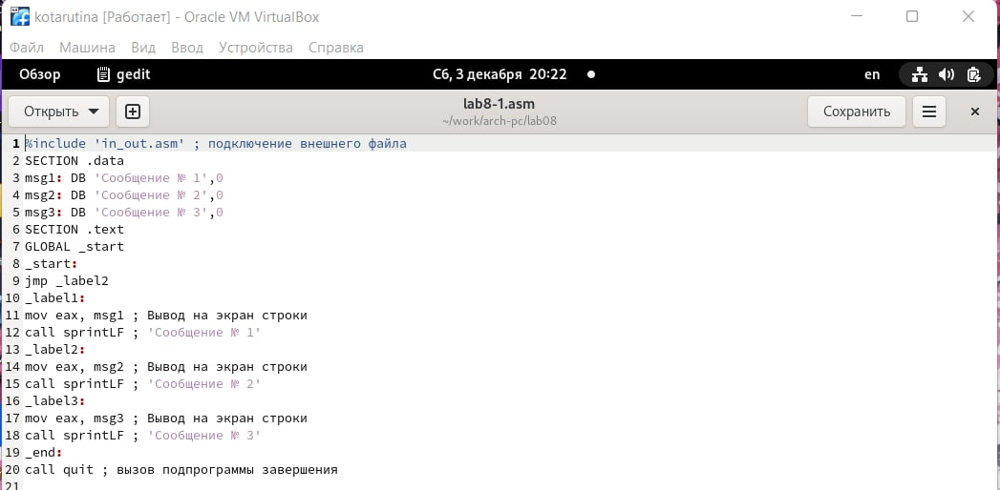 kotarutina [Работает] - Oracle VM VirtualBox
Файл Машина Вид Ввод Устройства Справка
Обзор gedit Сб, 3 декабря 20:22 en
Открыть lab8-1.asm Сохранить
~/work/arch-pc/lab08
1 %include 'in_out.asm' ; подключение внешнего файла
2 SECTION .data
3 msg1: DB 'Сообщение № 1',0
4 msg2: DB 'Сообщение № 2',0
5 msg3: DB 'Сообщение № 3',0
6 SECTION .text
7 GLOBAL _start
8 _start:
9 jmp _label2
10 _label1:
11 mov eax, msg1 ; Вывод на экран строки
12 call sprintLF ; 'Сообщение № 1'
13 _label2:
14 mov eax, msg2 ; Вывод на экран строки
15 call sprintLF ; 'Сообщение № 2'
16 _label3:
17 mov eax, msg3 ; Вывод на экран строки
18 call sprintLF ; 'Сообщение № 3'
19 _end:
20 call quit ; вызов подпрограммы завершения
21